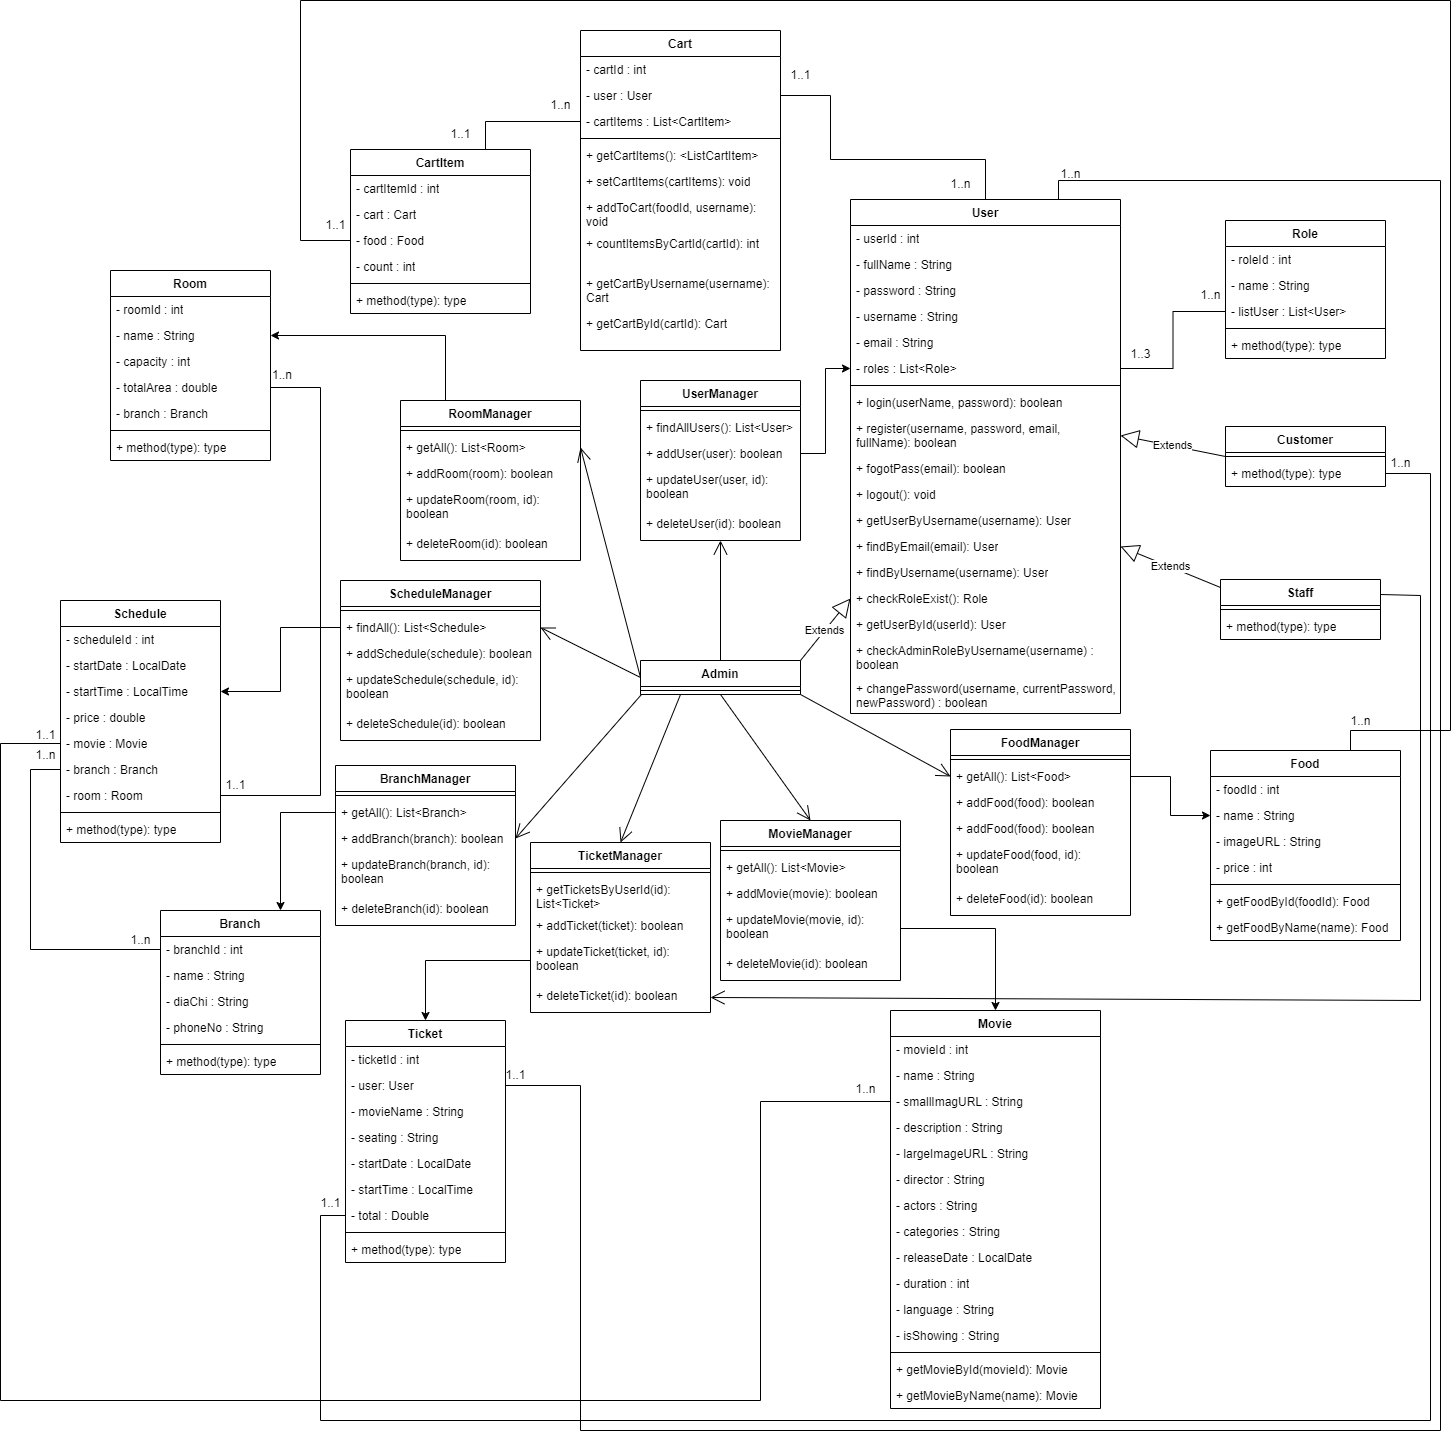 Cart
- cartId : int
- user : User
- cartItems : List<CartItem>
+ getCartItems(): <ListCartItem>
+ setCartItems(cartItems): void
+ addToCart(foodId, username):
void
+ countItemsByCartId(cartId): int
+ getCartByUsername(username):
Cart
+ getCartById(cartId): Cart
1..1
1..n
1..1
CartItem
- cartItemId : int
- cart : Cart
- food : Food
- count : int
+ method(type): type
1..1
1..n
1..n
User
- userId : int
- fullName : String
- password : String
- username : String
- email : String
- roles : List<Role>
+ login(userName, password): boolean
+ register(username, password, email,
fullName): boolean
+ fogotPass(email): boolean
+ logout(): void
+ getUserByUsername(username): User
+ findByEmail(email): User
+ findByUsername(username): User
+ checkRoleExist(): Role
+ getUserById(userId): User
+ checkAdminRoleByUsername(username) :
boolean
+ changePassword(username, currentPassword,
newPassword) : boolean
Role
- roleId : int
- name : String
- listUser : List<User>
+ method(type): type
1..n
1..3
Room
- roomId : int
- name : String
- capacity : int
- totalArea : double
- branch : Branch
+ method(type): type
1..n
RoomManager
+ getAll(): List<Room>
+ addRoom(room): boolean
+ updateRoom(room, id):
boolean
+ deleteRoom(id): boolean
UserManager
+ findAllUsers(): List<User>
+ addUser(user): boolean
+ updateUser(user, id):
boolean
+ deleteUser(id): boolean
Customer
+ method(type): type
Extends
1..n
Staff
+ method(type): type
Extends
Extends
Schedule
- scheduleId : int
- startDate : LocalDate
- startTime : LocalTime
- price : double
- movie : Movie
- branch : Branch
- room : Room
+ method(type): type
1..1
1..n
1..1
ScheduleManager
+ findAll(): List<Schedule>
+ addSchedule(schedule): boolean
+ updateSchedule(schedule, id):
boolean
+ deleteSchedule(id): boolean
Admin
BranchManager
+ getAll(): List<Branch>
+ addBranch(branch): boolean
+ updateBranch(branch, id):
boolean
+ deleteBranch(id): boolean
TicketManager
+ getTicketsByUserId(id):
List<Ticket>
+ addTicket(ticket): boolean
+ updateTicket(ticket, id):
boolean
+ deleteTicket(id): boolean
MovieManager
+ getAll(): List<Movie>
+ addMovie(movie): boolean
+ updateMovie(movie, id):
boolean
+ deleteMovie(id): boolean
FoodManager
+ getAll(): List<Food>
+ addFood(food): boolean
+ addFood(food): boolean
+ updateFood(food, id):
boolean
+ deleteFood(id): boolean
1..n
Food
- foodId : int
- name : String
- imageURL : String
- price : int
+ getFoodById(foodId): Food
+ getFoodByName(name): Food
1..n
Branch
- branchId : int
- name : String
- diaChi : String
- phoneNo : String
+ method(type): type
Ticket
- ticketId : int
- user: User
- movieName : String
- seating : String
- startDate : LocalDate
- startTime : LocalTime
- total : Double
+ method(type): type
1..1
1..1
1..n
Movie
- movieId : int
- name : String
- smallImagURL : String
- description : String
- largeImageURL : String
- director : String
- actors : String
- categories : String
- releaseDate : LocalDate
- duration : int
- language : String
- isShowing : String
+ getMovieById(movieId): Movie
+ getMovieByName(name): Movie